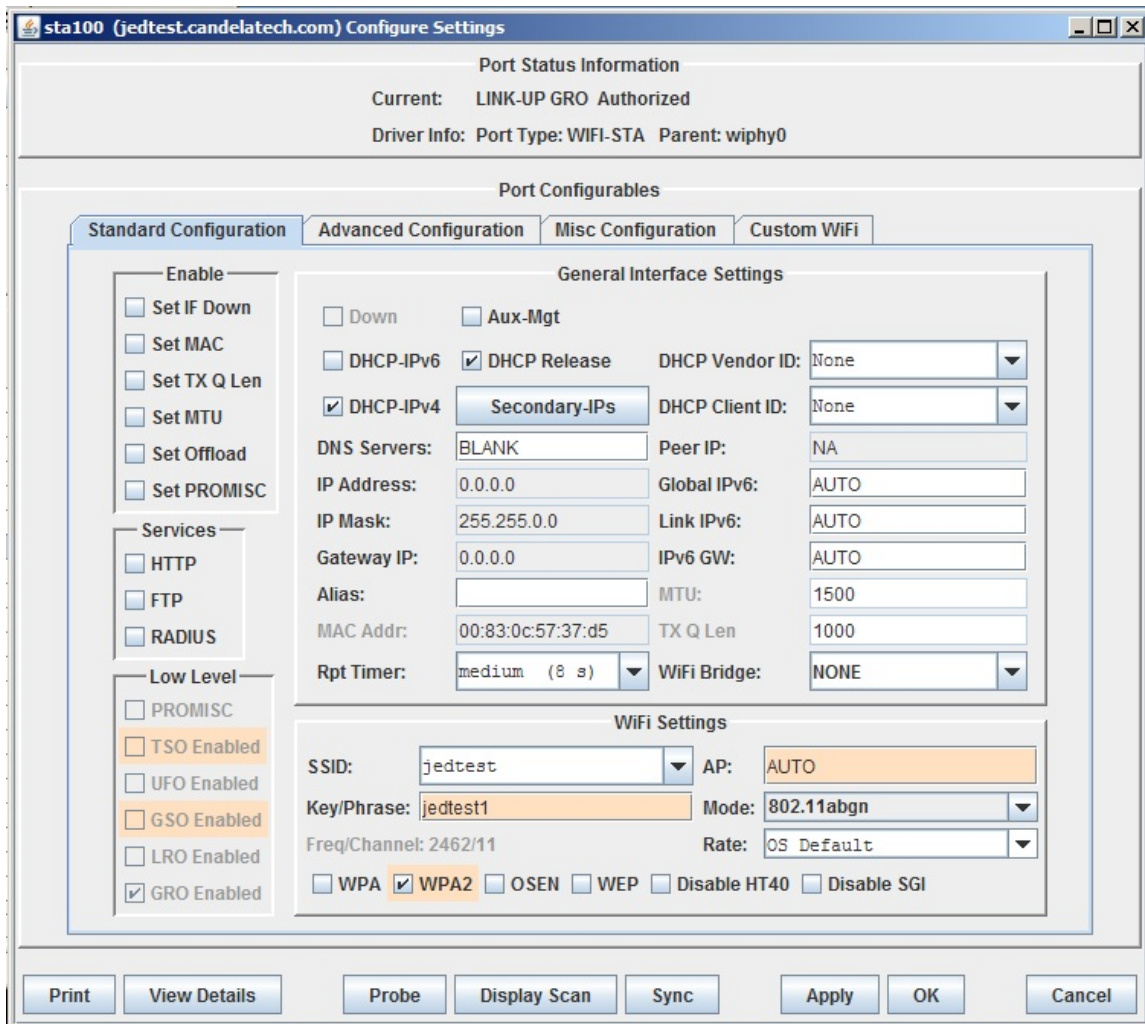 sta100 (jedtest.candelatech.com) Configure Settings
Port Status Information
Current: LINK-UP GRO Authorized
Driver Info: Port Type: WIFI-STA Parent: wiphy0
Port Configurables
Standard Configuration Advanced Configuration Misc Configuration Custom WiFi
Enable
Set IF Down
Set MAC
Set TX Q Len
Set MTU
Set Offload
Set PROMISC
Services
HTTP
FTP
RADIUS
Low Level
PROMISC
TSO Enabled
UFO Enabled
GSO Enabled
LRO Enabled
GRO Enabled
General Interface Settings
Down Aux-Mgt
DHCP-IPv6 DHCP Release DHCP Vendor ID: None
DHCP-IPv4 Secondary-IPs DHCP Client ID: None
DNS Servers: BLANK Peer IP: NA
IP Address: 0.0.0.0 Global IPv6: AUTO
IP Mask: 255.255.0.0 Link IPv6: AUTO
Gateway IP: 0.0.0.0 IPv6 GW: AUTO
Alias: MTU: 1500
MAC Addr: 00:83:0c:57:37:d5 TX Q Len 1000
Rpt Timer: medium (8 s) WiFi Bridge: NONE
WiFi Settings
SSID: jedtest AP: AUTO
Key/Phrase: jedtest1 Mode: 802.11abgn
Freq/Channel: 2462/11 Rate: OS Default
WPA WPA2 OSEN WEP Disable HT40 Disable SGI
Print View Details Probe Display Scan Sync Apply OK Cancel